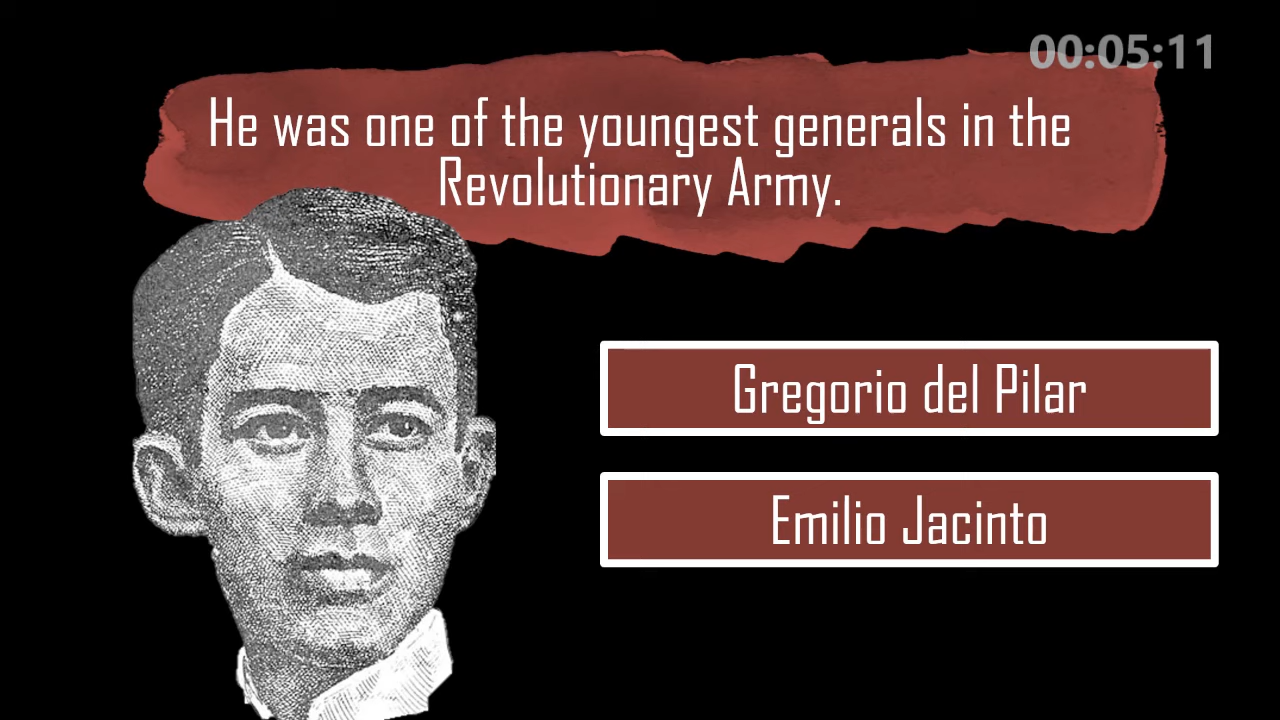 00:05:11
He was one of the youngest generals in the
Revolutionary Army.
Gregorio del Pilar
Emilio Jacinto